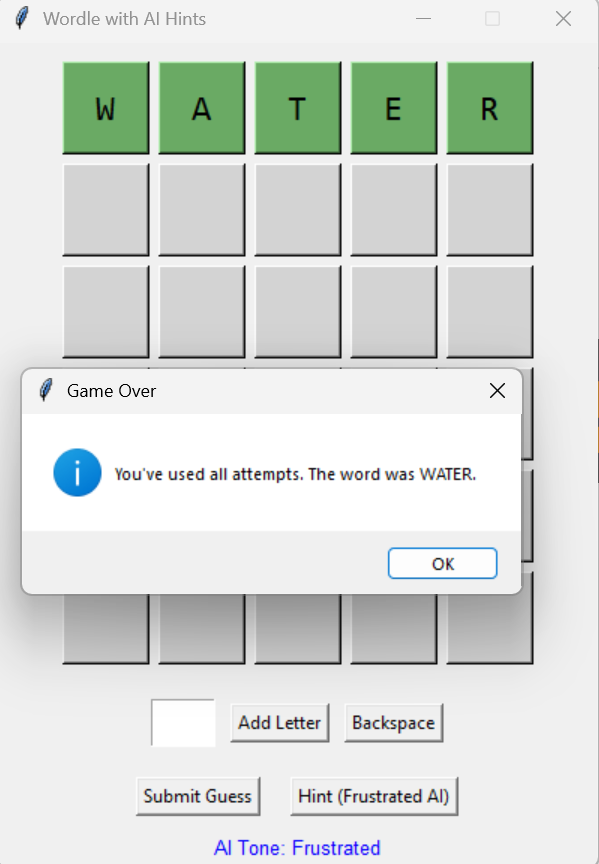 Wordle with AI Hints
W A T E R
Game Over
You've used all attempts. The word was WATER.
OK
Add Letter Backspace
Submit Guess Hint (Frustrated AI)
AI Tone: Frustrated